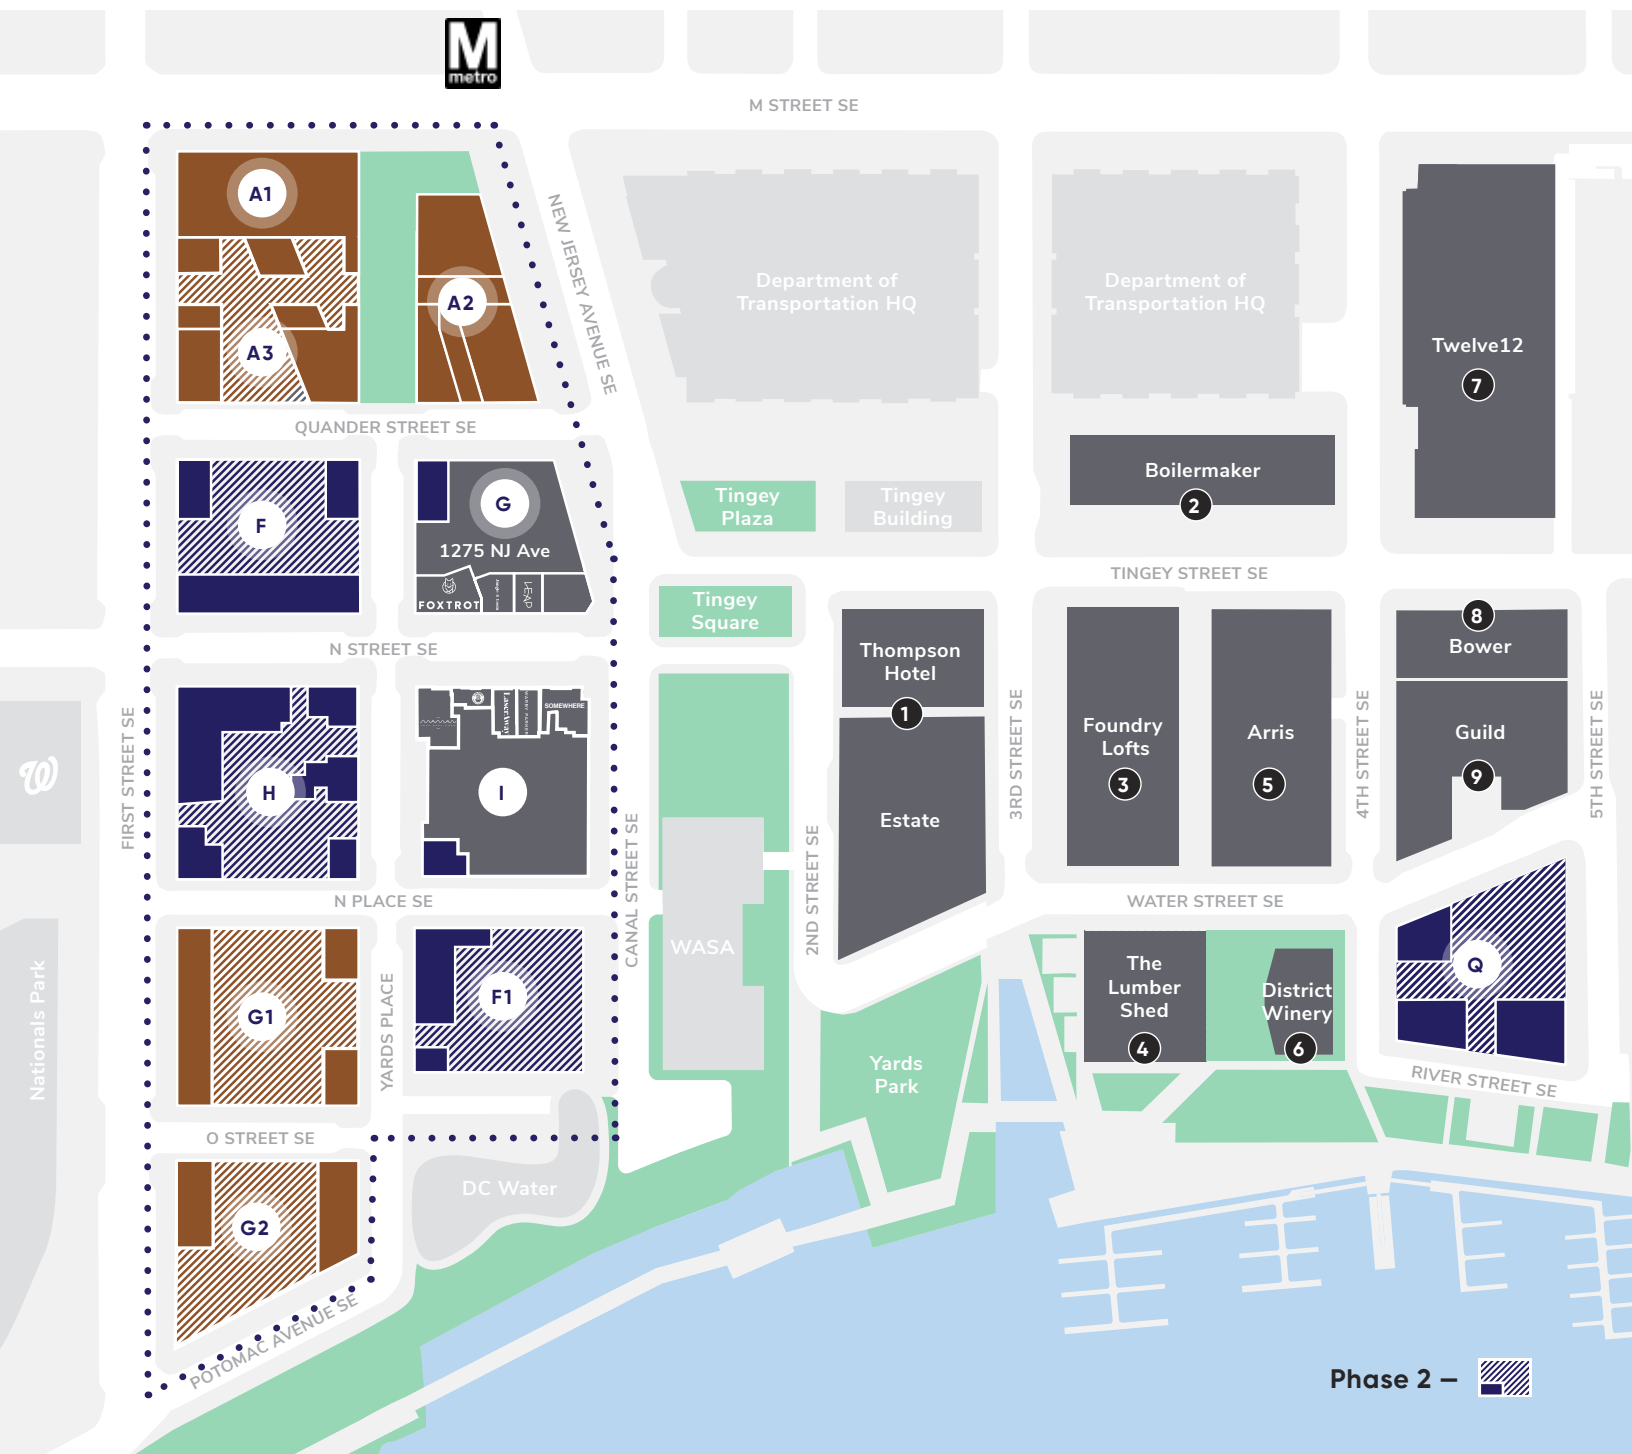 M
metro
M STREET SE
NEW JERSEY AVENUE SE
A1
A2
A3
Department of
Transportation HQ
Department of
Transportation HQ
Twelve12
7
QUANDER STREET SE
F
G
1275 NJ Ave
FOXTROT
LEAP
Tingey
Plaza
Tingey
Building
Boilermaker
2
TINGEY STREET SE
Tingey
Square
N STREET SE
Thompson
Hotel
1
Estate
3RD STREET SE
Foundry
Lofts
3
Arris
5
4TH STREET SE
8
Bower
Guild
9
5TH STREET SE
W
FIRST STREET SE
H
I
LaserAway
WARBY PARKER
SOMEWHERE
CANAL STREET SE
2ND STREET SE
N PLACE SE
WATER STREET SE
WASA
Nationals Park
G1
YARDS PLACE
F1
The
Lumber
Shed
4
District
Winery
6
Q
Yards
Park
RIVER STREET SE
O STREET SE
DC Water
G2
POTOMAC AVENUE SE
Phase 2 –